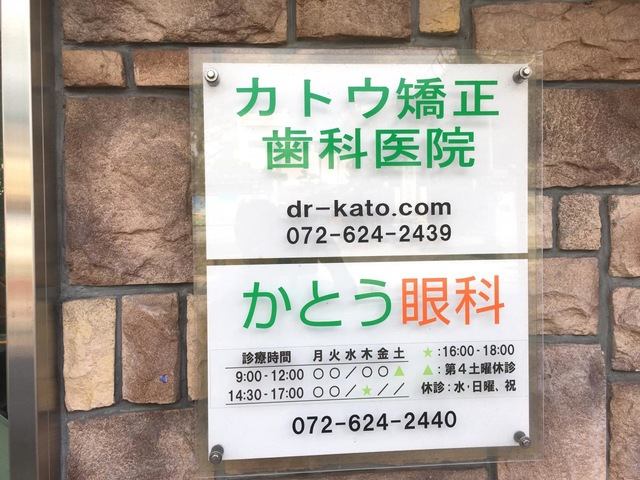 カトウ矯正
歯科医院
dr-kato.com
072-624-2439
かとう眼科
診療時間 月火水木金土 ★:16:00-18:00
9:00-12:00 ○○／○○▲ ▲:第4土曜休診
14:30-17:00 ○○／★／／ 休診:水・日曜、祝
072-624-2440